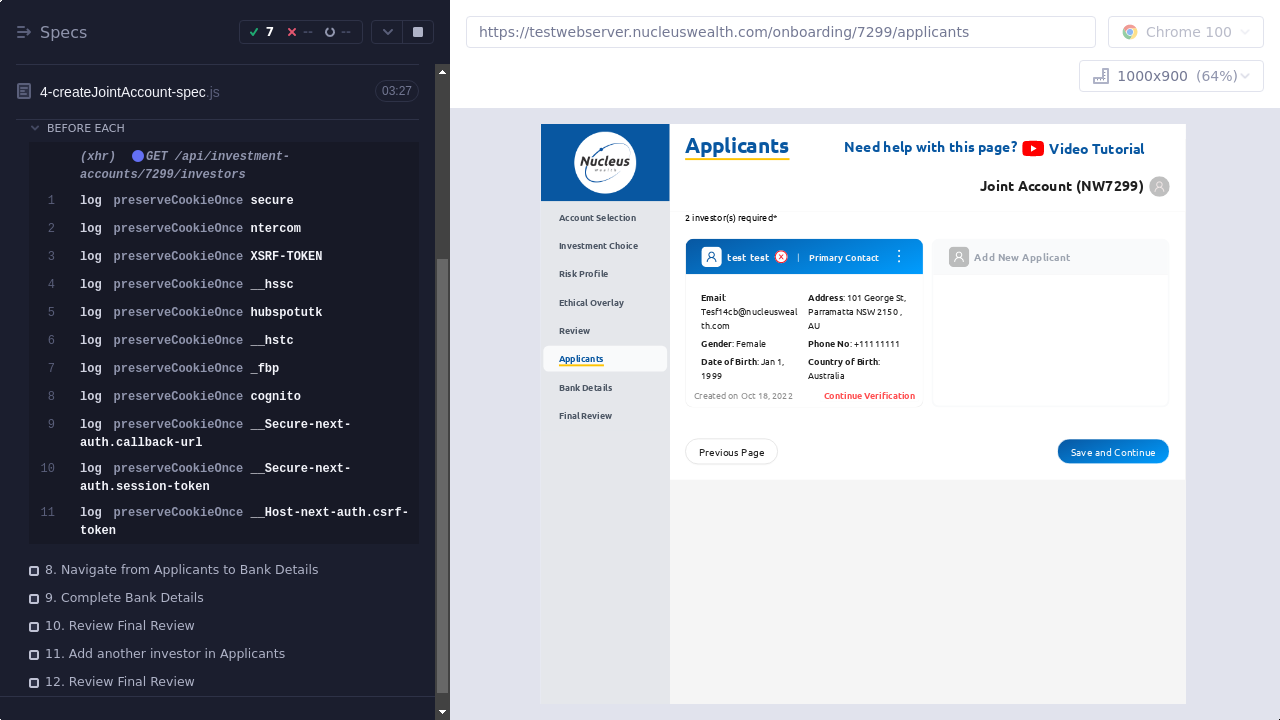 Specs
7 -- --
4-createJointAccount-spec.js 03:27
BEFORE EACH
(xhr) GET /api/investment-
accounts/7299/investors
1 log preserveCookieOnce secure
2 log preserveCookieOnce ntercom
3 log preserveCookieOnce XSRF-TOKEN
4 log preserveCookieOnce __hssc
5 log preserveCookieOnce hubspotutk
6 log preserveCookieOnce __hstc
7 log preserveCookieOnce _fbp
8 log preserveCookieOnce cognito
9 log preserveCookieOnce __Secure-next-
auth.callback-url
10 log preserveCookieOnce __Secure-next-
auth.session-token
11 log preserveCookieOnce __Host-next-auth.csrf-
token
8. Navigate from Applicants to Bank Details
9. Complete Bank Details
10. Review Final Review
11. Add another investor in Applicants
12. Review Final Review
https://testwebserver.nucleuswealth.com/onboarding/7299/applicants
Chrome 100
1000x900 (64%)
Nucleus
Wealth
Account Selection
Investment Choice
Risk Profile
Ethical Overlay
Review
Applicants
Bank Details
Final Review
Applicants
Need help with this page? Video Tutorial
Joint Account (NW7299)
2 investor(s) required*
test test | Primary Contact
Email:
Tesf14cb@nucleusweal
th.com
Gender: Female
Date of Birth: Jan 1,
1999
Address: 101 George St,
Parramatta NSW 2150 ,
AU
Phone No: +11111111
Country of Birth:
Australia
Created on Oct 18, 2022
Continue Verification
Add New Applicant
Previous Page
Save and Continue